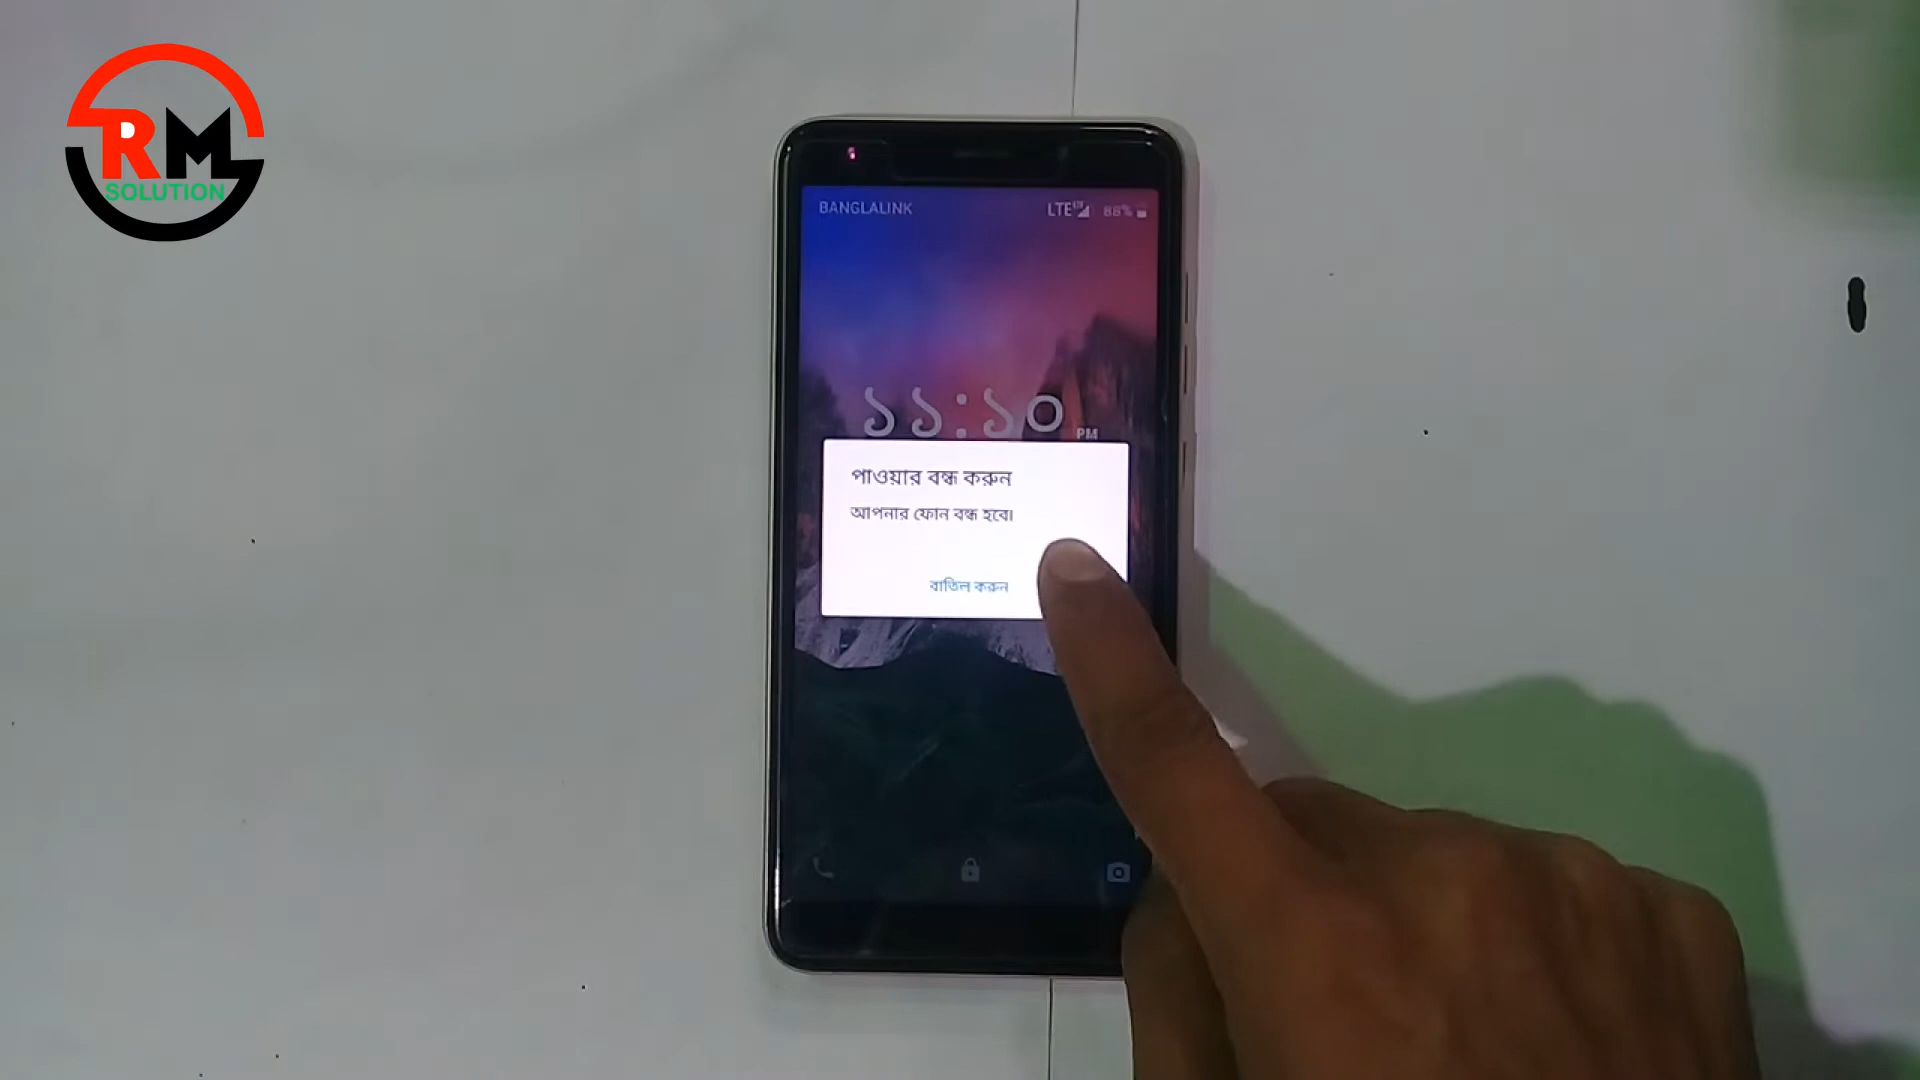 RM
SOLUTION
BANGLALINK LTE 88%
১১:১০ PM
পাওয়ার বন্ধ করুন
আপনার ফোন বন্ধ হবে।
বাতিল করুন